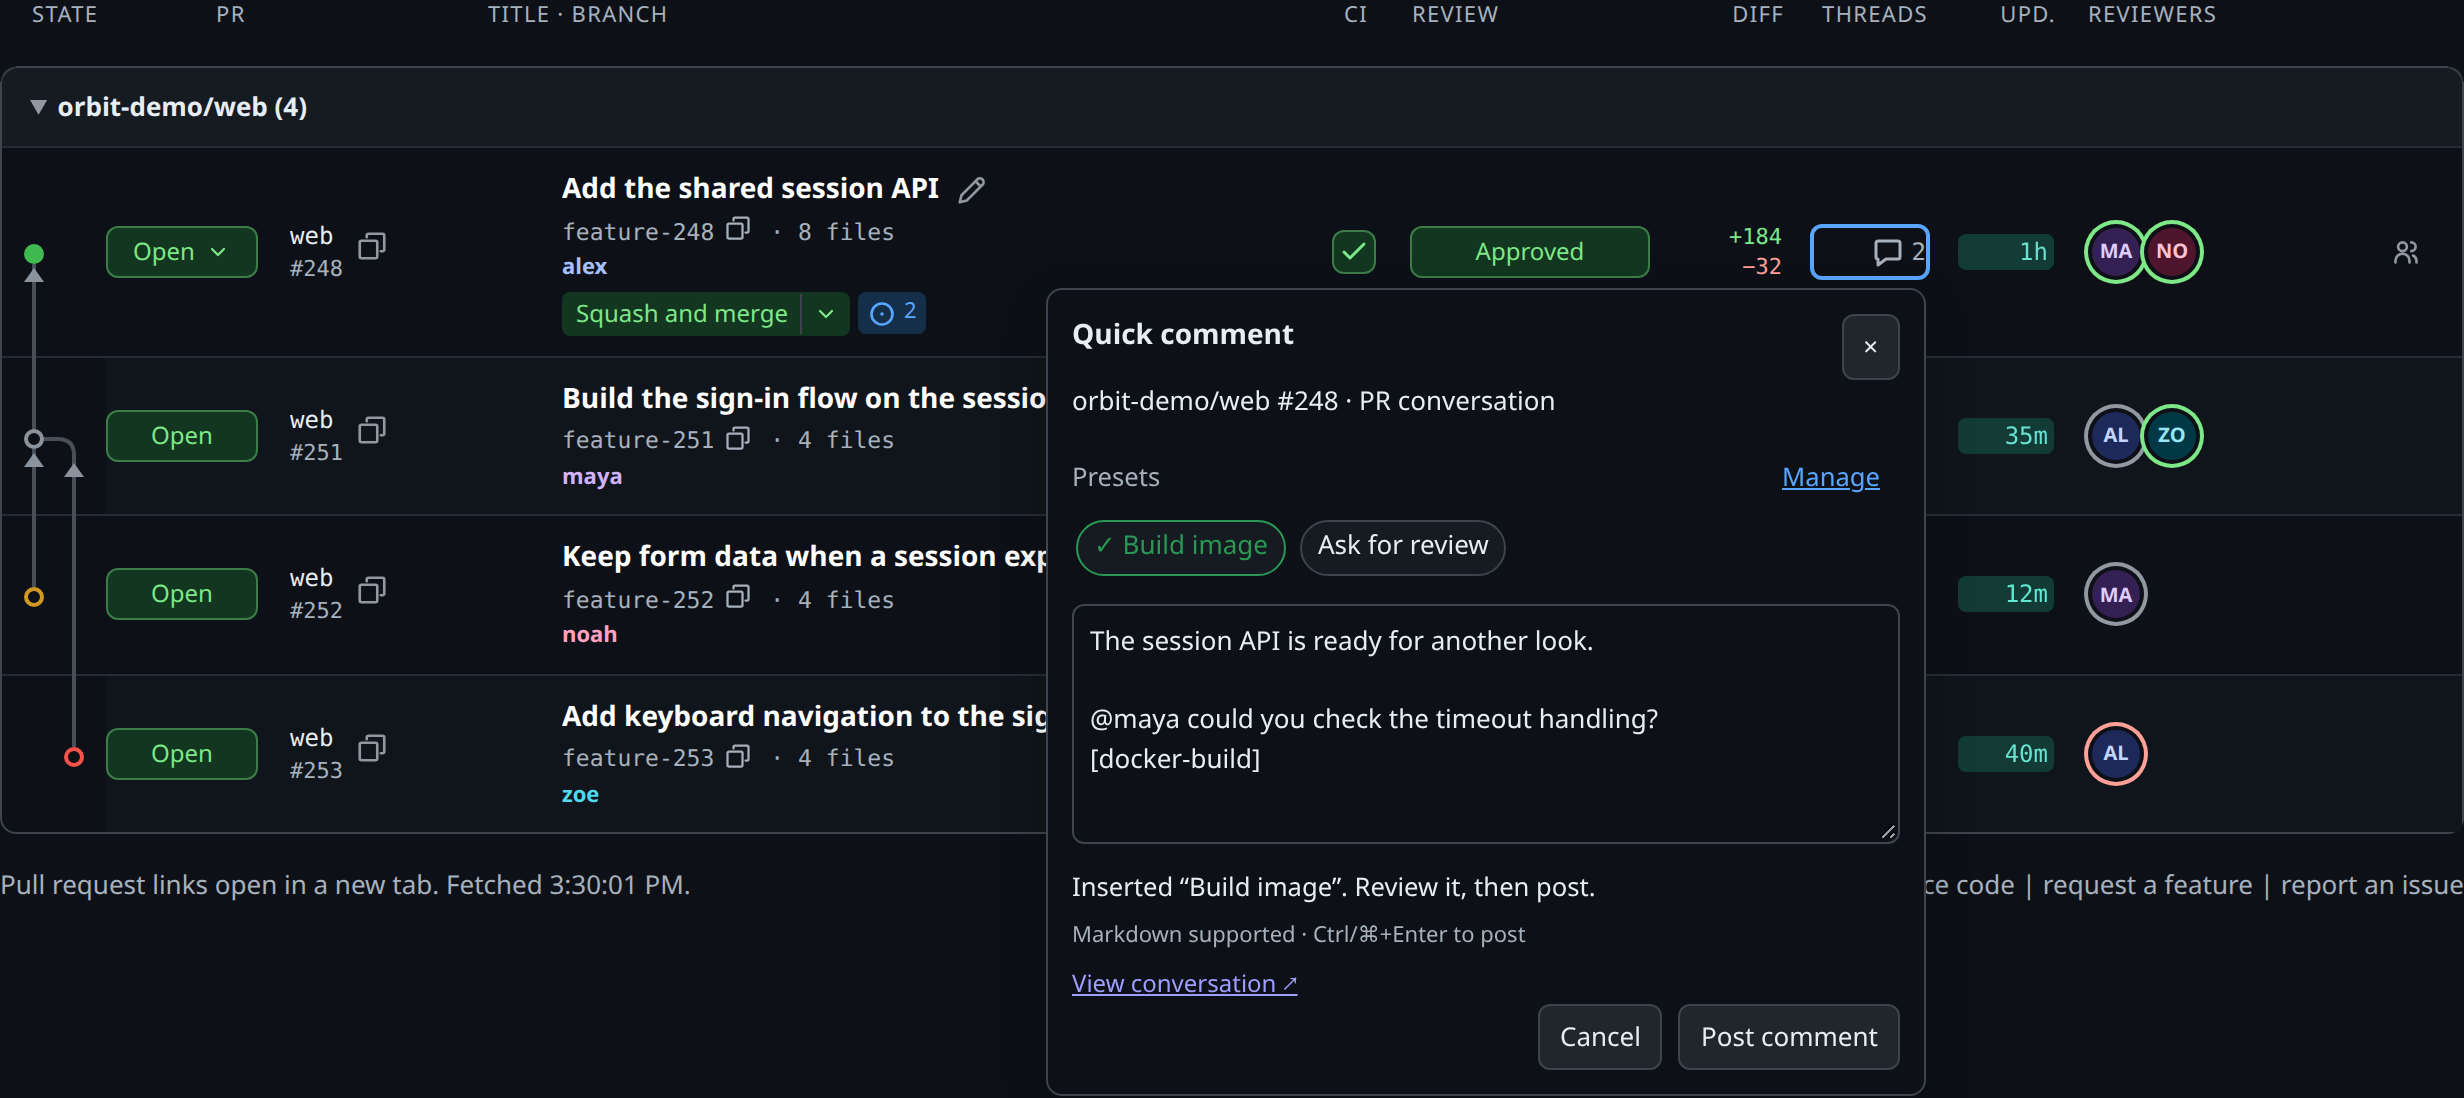 STATE PR TITLE · BRANCH CI REVIEW DIFF THREADS UPD. REVIEWERS
▼ orbit-demo/web (4)
Open
web
#248
Add the shared session API
feature-248 · 8 files
alex
Squash and merge
2
Approved
+184
−32
2
1h
MA NO
Open
web
#251
Build the sign-in flow on the sessio
feature-251 · 4 files
maya
35m
AL ZO
Open
web
#252
Keep form data when a session exp
feature-252 · 4 files
noah
12m
MA
Open
web
#253
Add keyboard navigation to the sig
feature-253 · 4 files
zoe
40m
AL
Quick comment
×
orbit-demo/web #248 · PR conversation
Presets
Manage
✓ Build image
Ask for review
The session API is ready for another look.
@maya could you check the timeout handling?
[docker-build]
Inserted “Build image”. Review it, then post.
Markdown supported · Ctrl/⌘+Enter to post
View conversation ↗
Cancel
Post comment
Pull request links open in a new tab. Fetched 3:30:01 PM.
ce code | request a feature | report an issue